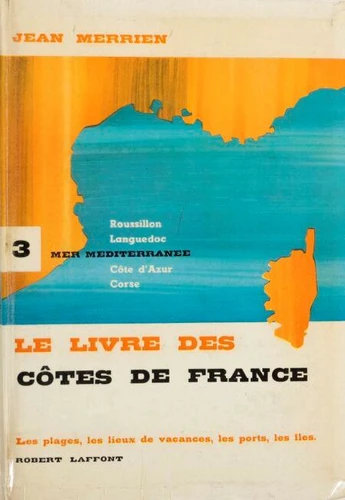 JEAN MERRIEN
Roussillon
Languedoc
3 MER MEDITERRANEE
Côte d'Azur
Corse
LE LIVRE DES
CÔTES DE FRANCE
Les plages, les lieux de vacances, les ports, les îles.
ROBERT LAFFONT